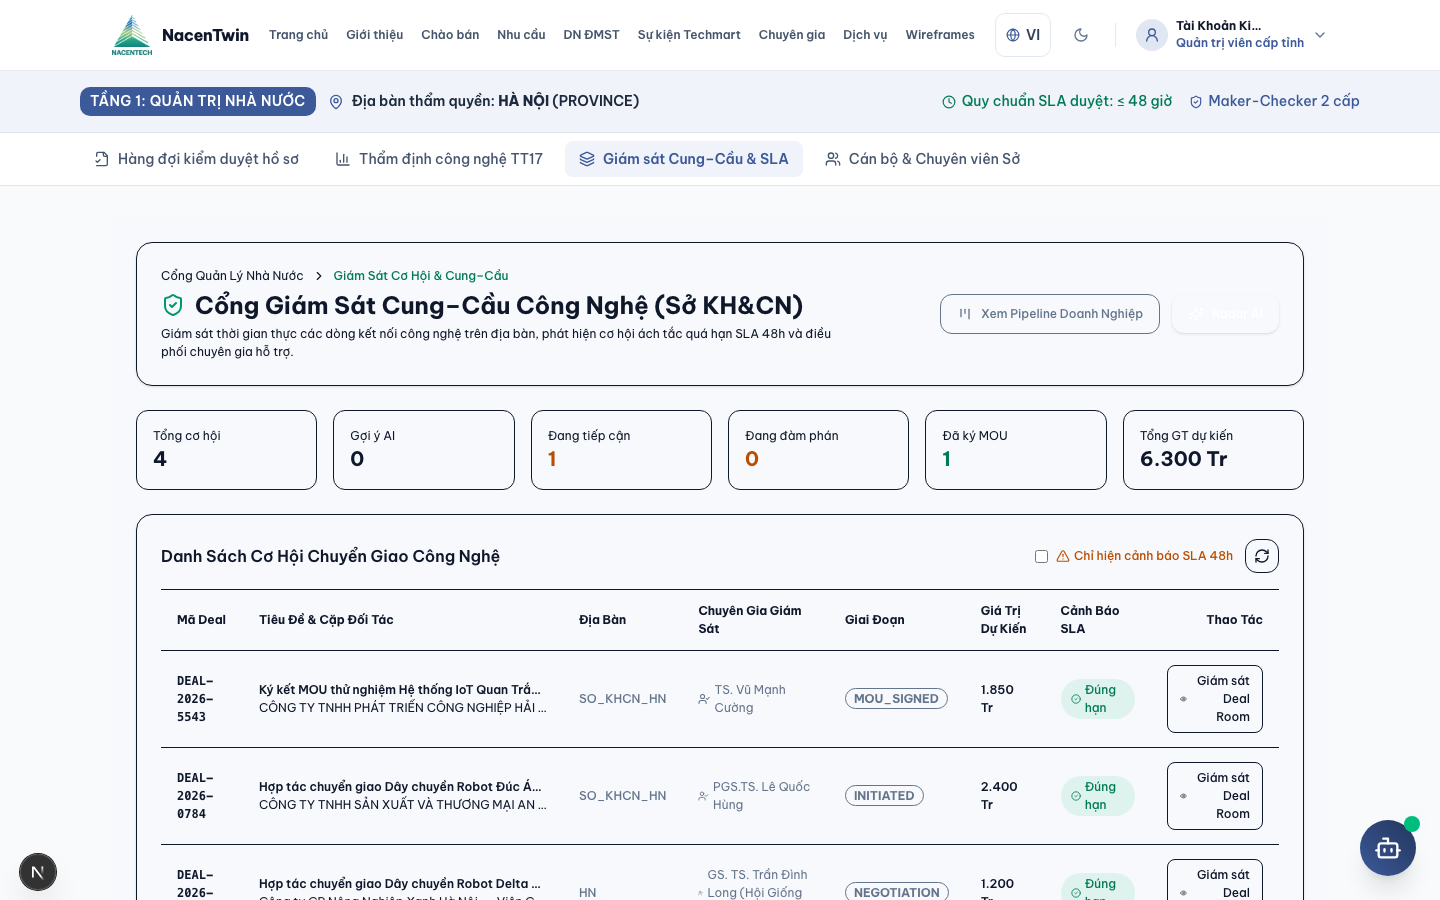 NACENTECH
NacenTwin
Trang chủ
Giới thiệu
Chào bán
Nhu cầu
DN ĐMST
Sự kiện Techmart
Chuyên gia
Dịch vụ
Wireframes
VI
Tài Khoản Ki...
Quản trị viên cấp tỉnh
TẦNG 1: QUẢN TRỊ NHÀ NƯỚC
Địa bàn thẩm quyền: HÀ NỘI (PROVINCE)
Quy chuẩn SLA duyệt: ≤ 48 giờ
Maker-Checker 2 cấp
Hàng đợi kiểm duyệt hồ sơ
Thẩm định công nghệ TT17
Giám sát Cung-Cầu & SLA
Cán bộ & Chuyên viên Sở
Cổng Quản Lý Nhà Nước
Giám Sát Cơ Hội & Cung-Cầu
Cổng Giám Sát Cung-Cầu Công Nghệ (Sở KH&CN)
Giám sát thời gian thực các dòng kết nối công nghệ trên địa bàn, phát hiện cơ hội ách tắc quá hạn SLA 48h và điều
phối chuyên gia hỗ trợ.
Xem Pipeline Doanh Nghiệp
Tổng cơ hội
4
Gợi ý AI
0
Đang tiếp cận
1
Đang đàm phán
0
Đã ký MOU
1
Tổng GT dự kiến
6.300 Tr
Danh Sách Cơ Hội Chuyển Giao Công Nghệ
Chỉ hiện cảnh báo SLA 48h
Mã Deal
Tiêu Đề & Cặp Đối Tác
Địa Bàn
Chuyên Gia Giám
Sát
Giai Đoạn
Giá Trị
Dự Kiến
Cảnh Báo
SLA
Thao Tác
DEAL-
2026-
5543
Ký kết MOU thử nghiệm Hệ thống IoT Quan Trắ...
CÔNG TY TNHH PHÁT TRIỂN CÔNG NGHIỆP HẢI ...
SO_KHCN_HN
TS. Vũ Mạnh
Cường
MOU_SIGNED
1.850
Tr
Đúng
hạn
Giám sát
Deal
Room
DEAL-
2026-
0784
Hợp tác chuyển giao Dây chuyền Robot Đúc Á...
CÔNG TY TNHH SẢN XUẤT VÀ THƯƠNG MẠI AN ...
SO_KHCN_HN
PGS.TS. Lê Quốc
Hùng
INITIATED
2.400
Tr
Đúng
hạn
Giám sát
Deal
Room
DEAL-
2026-
Hợp tác chuyển giao Dây chuyền Robot Delta ...
HN
GS. TS. Trần Đình
Long (Hội Giống
NEGOTIATION
1.200
Tr
Đúng
hạn
Giám sát
Deal